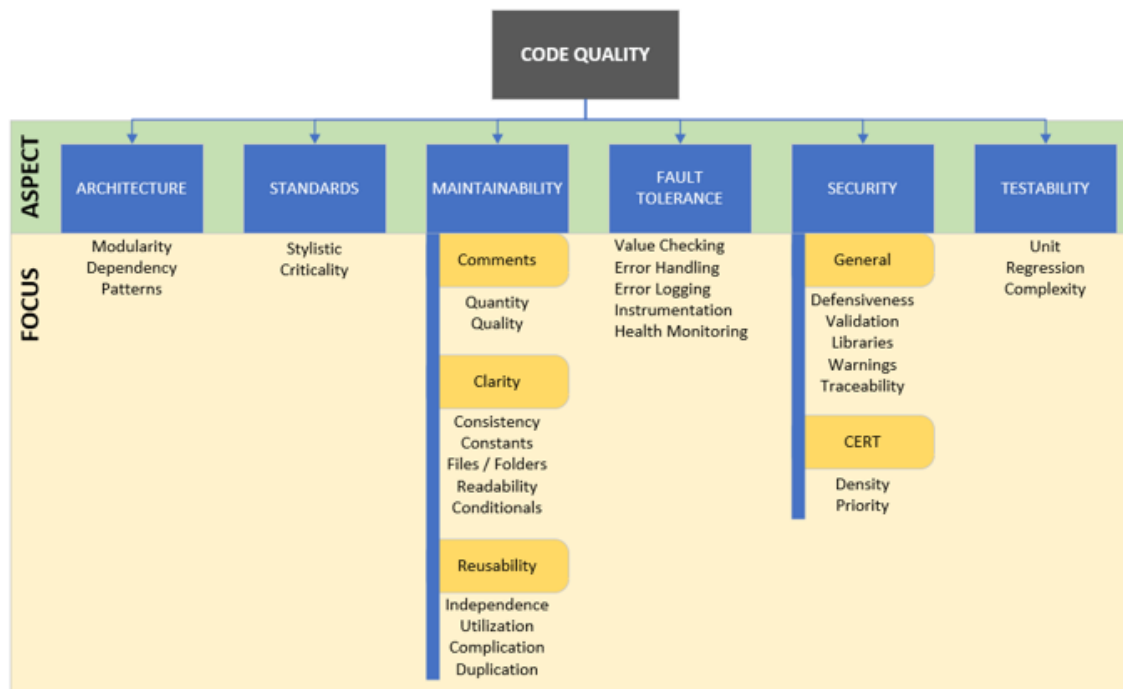 CODE QUALITY
ASPECT
ARCHITECTURE
STANDARDS
MAINTAINABILITY
FAULT
TOLERANCE
SECURITY
TESTABILITY
FOCUS
Modularity
Dependency
Patterns
Stylistic
Criticality
Comments
Quantity
Quality
Clarity
Consistency
Constants
Files / Folders
Readability
Conditionals
Reusability
Independence
Utilization
Complication
Duplication
Value Checking
Error Handling
Error Logging
Instrumentation
Health Monitoring
General
Defensiveness
Validation
Libraries
Warnings
Traceability
CERT
Density
Priority
Unit
Regression
Complexity